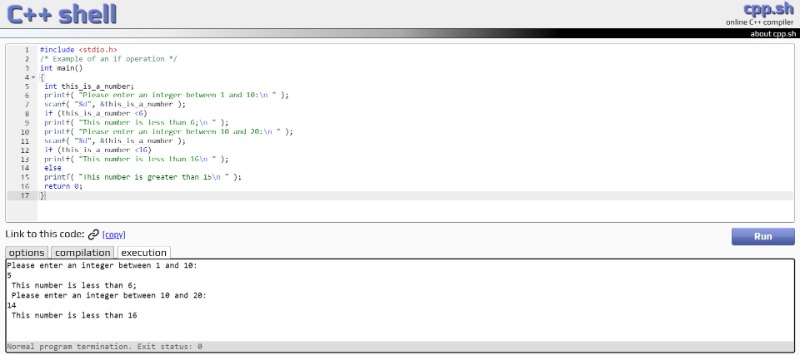 C++ shell
cpp.sh
online C++ compiler
about cpp.sh
1 #include <stdio.h>
2 /* Example of an if operation */
3 int main()
4 {
5 int this_is_a_number;
6 printf( "Please enter an integer between 1 and 10:\n " );
7 scanf( "%d", &this_is_a_number );
8 if (this_is_a_number <6)
9 printf( "This number is less than 6;\n " );
10 printf( "Please enter an integer between 10 and 20:\n " );
11 scanf( "%d", &this_is_a_number );
12 if (this_is_a_number <16)
13 printf( "This number is less than 16\n " );
14 else
15 printf( "This number is greater than 15\n " );
16 return 0;
17 }
Link to this code: [copy]
Run
options compilation execution
Please enter an integer between 1 and 10:
5
This number is less than 6;
Please enter an integer between 10 and 20:
14
This number is less than 16
Normal program termination. Exit status: 0